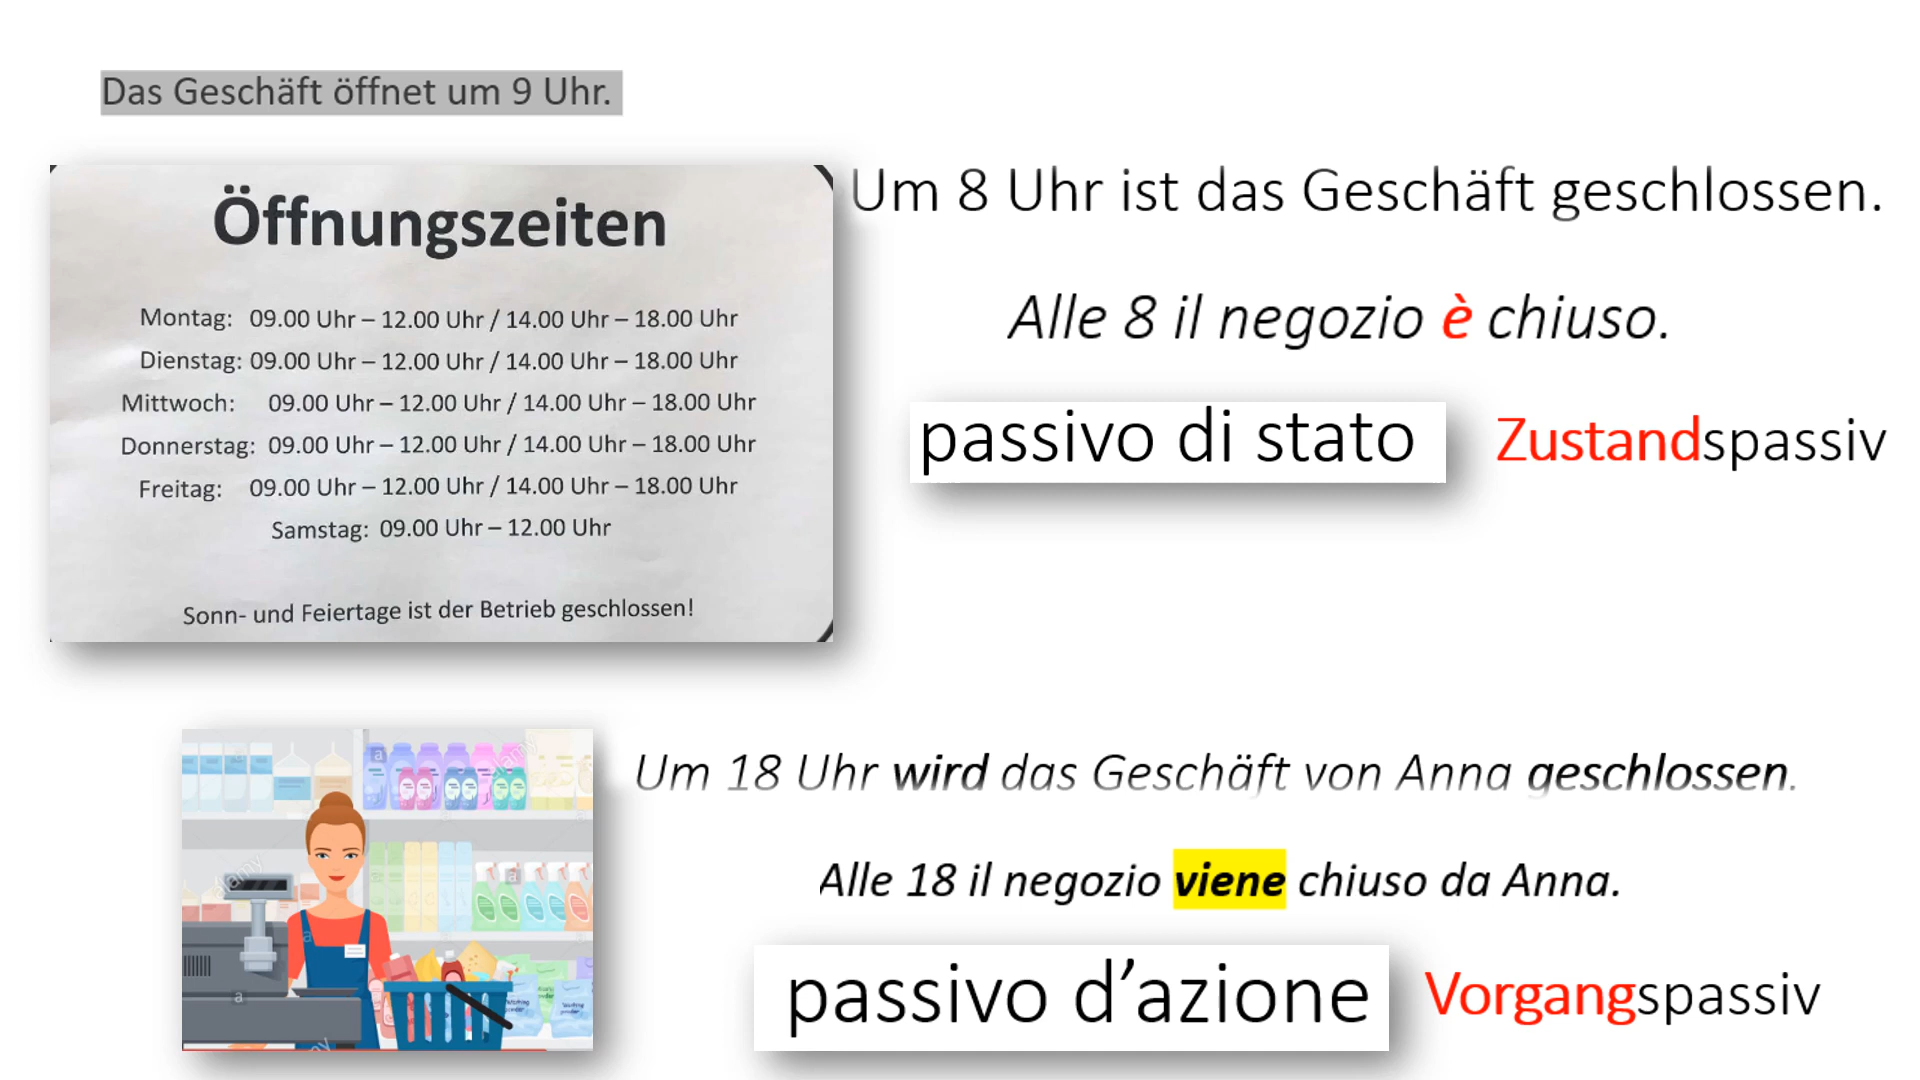 Das Geschäft öffnet um 9 Uhr.
Öffnungszeiten
Montag: 09.00 Uhr – 12.00 Uhr / 14.00 Uhr – 18.00 Uhr
Dienstag: 09.00 Uhr – 12.00 Uhr / 14.00 Uhr – 18.00 Uhr
Mittwoch: 09.00 Uhr – 12.00 Uhr / 14.00 Uhr – 18.00 Uhr
Donnerstag: 09.00 Uhr – 12.00 Uhr / 14.00 Uhr – 18.00 Uhr
Freitag: 09.00 Uhr – 12.00 Uhr / 14.00 Uhr – 18.00 Uhr
Samstag: 09.00 Uhr – 12.00 Uhr
Sonn- und Feiertage ist der Betrieb geschlossen!
Um 8 Uhr ist das Geschäft geschlossen.
Alle 8 il negozio è chiuso.
passivo di stato
Zustandspassiv
Um 18 Uhr wird das Geschäft von Anna geschlossen.
Alle 18 il negozio viene chiuso da Anna.
passivo d’azione
Vorgangspassiv